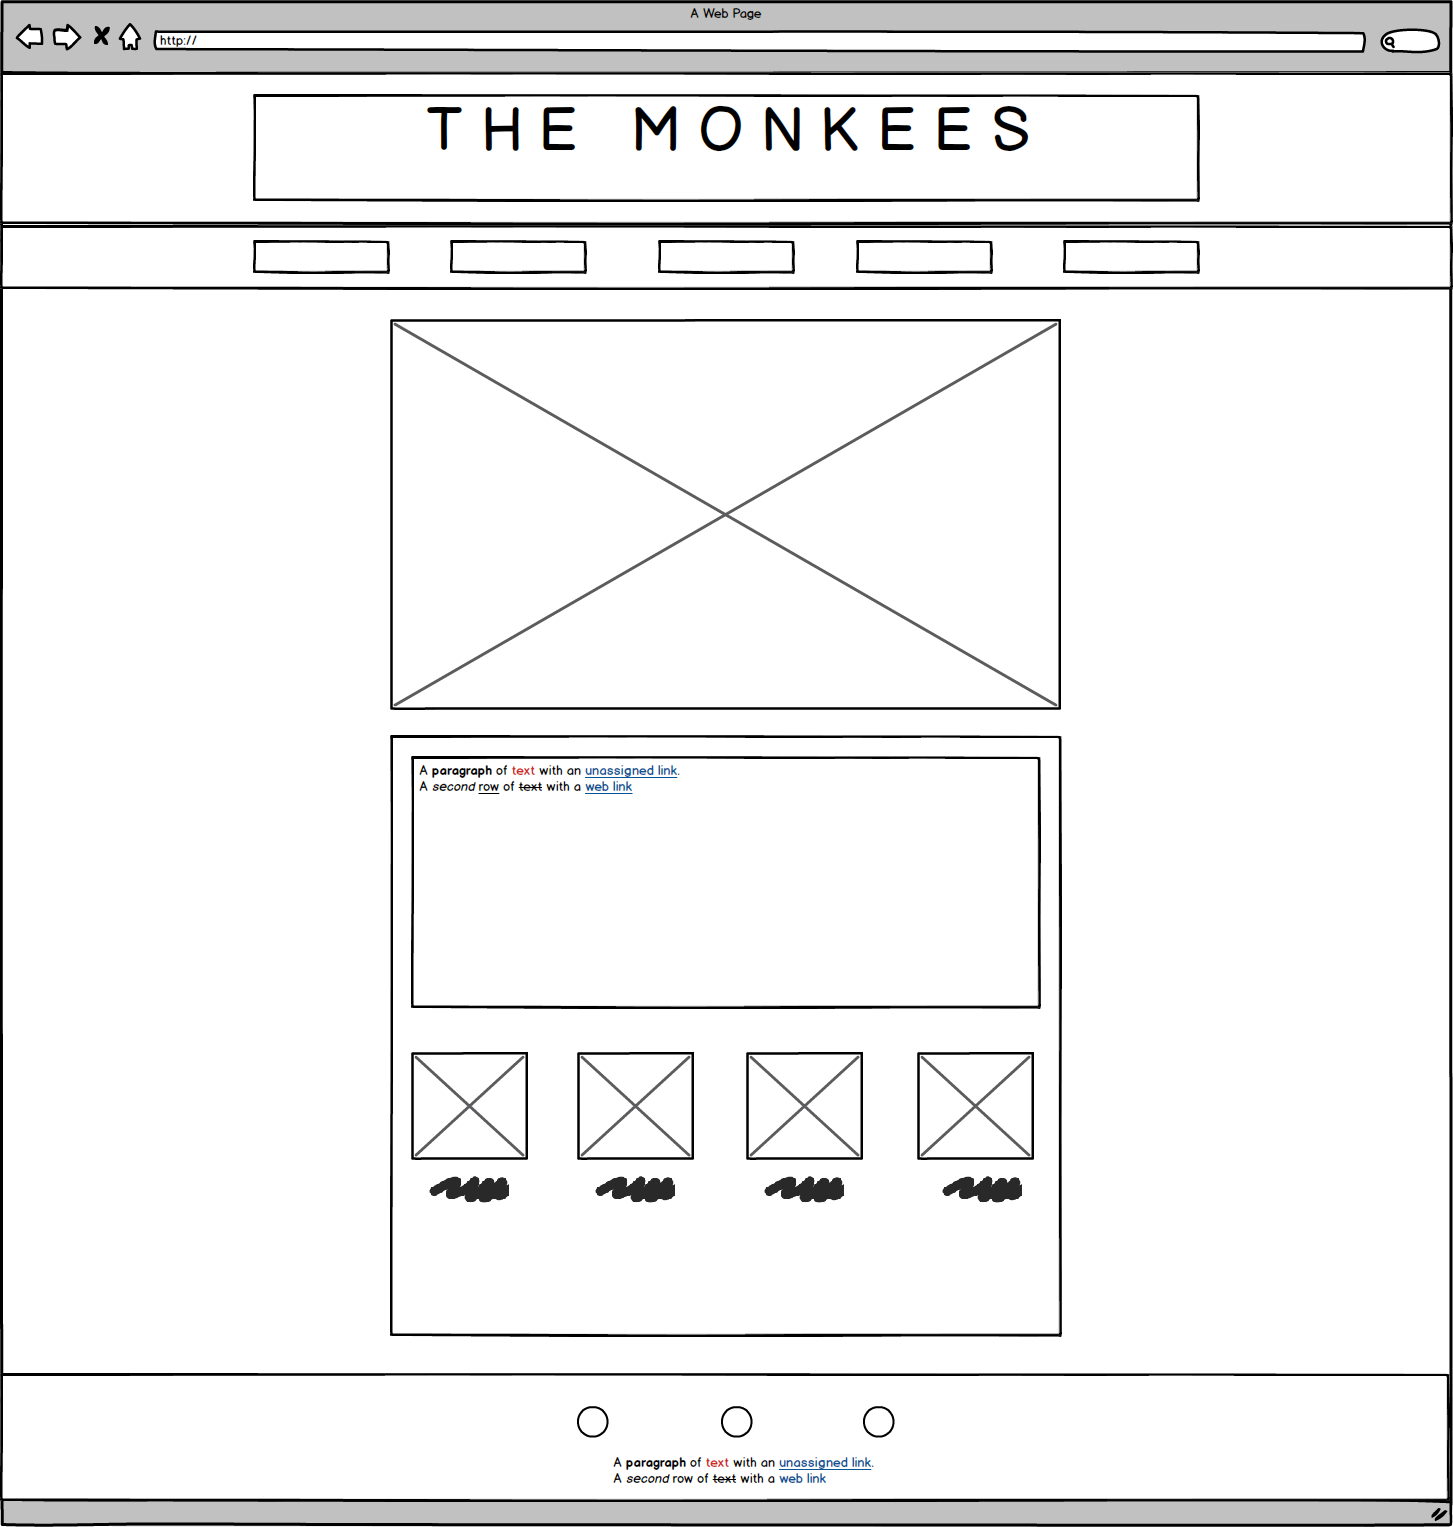 A Web Page
http://
THE MONKEES
A paragraph of text with an unassigned link.
A second row of text with a web link
A paragraph of text with an unassigned link.
A second row of text with a web link